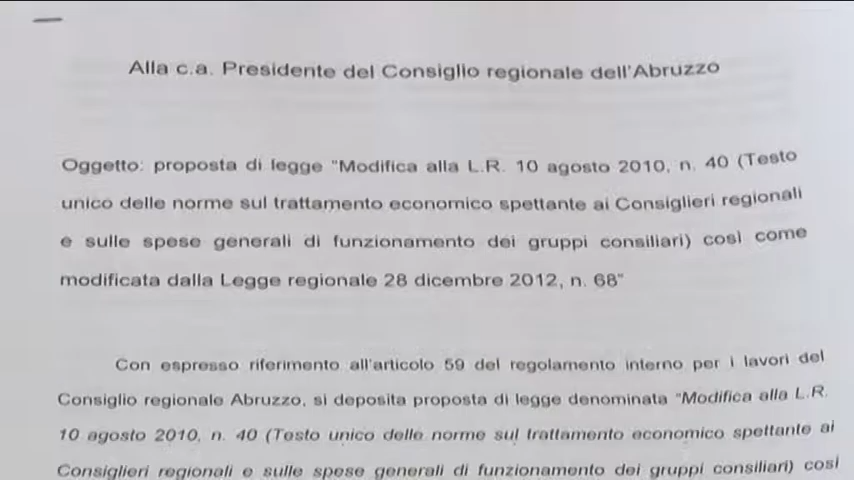 Alla c.a. Presidente del Consiglio regionale dell'Abruzzo
Oggetto: proposta di legge "Modifica alla L.R. 10 agosto 2010, n. 40 (Testo
unico delle norme sul trattamento economico spettante ai Consiglieri regionali
e sulle spese generali di funzionamento dei gruppi consiliari) così come
modificata dalla Legge regionale 28 dicembre 2012, n. 68"
Con espresso riferimento all'articolo 59 del regolamento interno per i lavori del
Consiglio regionale Abruzzo, si deposita proposta di legge denominata "Modifica alla L.R.
10 agosto 2010, n. 40 (Testo unico delle norme sul trattamento economico spettante ai
Consiglieri regionali e sulle spese generali di funzionamento dei gruppi consiliari) così